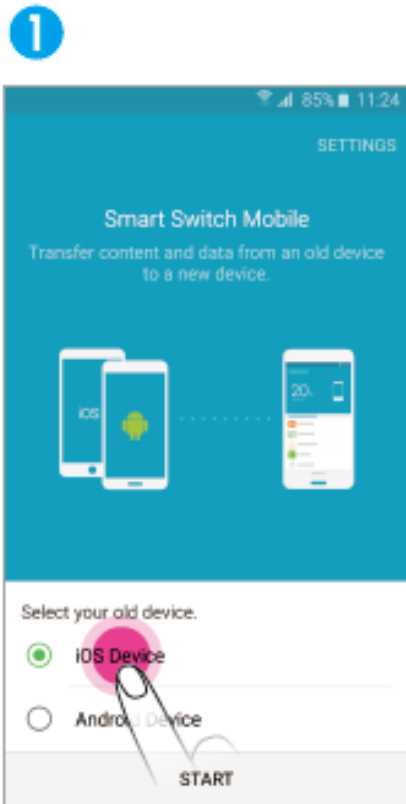 1
85% 11:24
SETTINGS
Smart Switch Mobile
Transfer content and data from an old device
to a new device.
iOS
20.
Select your old device.
iOS Device
Android Device
START